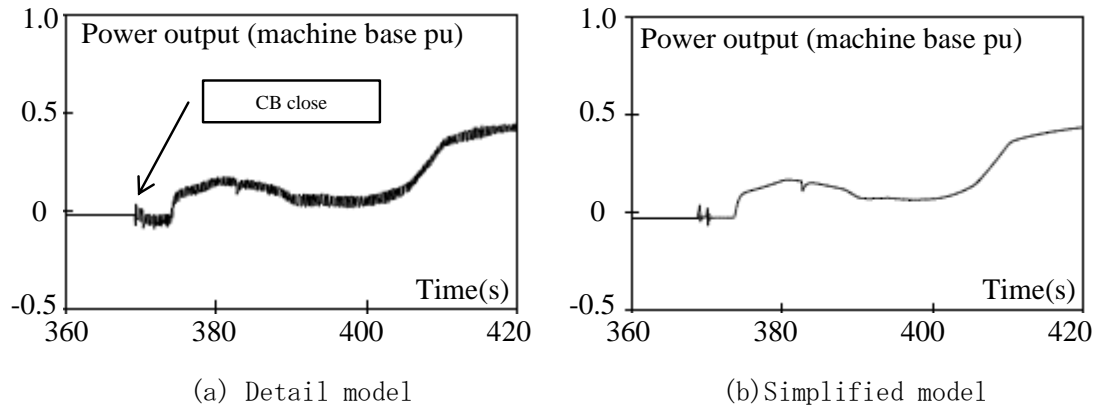 1.0
Power output (machine base pu)
CB close
0.5
0
-0.5
Time(s)
360
380
400
420
(a) Detail model
1.0
Power output (machine base pu)
0.5
0
-0.5
Time(s)
360
380
400
420
(b)Simplified model